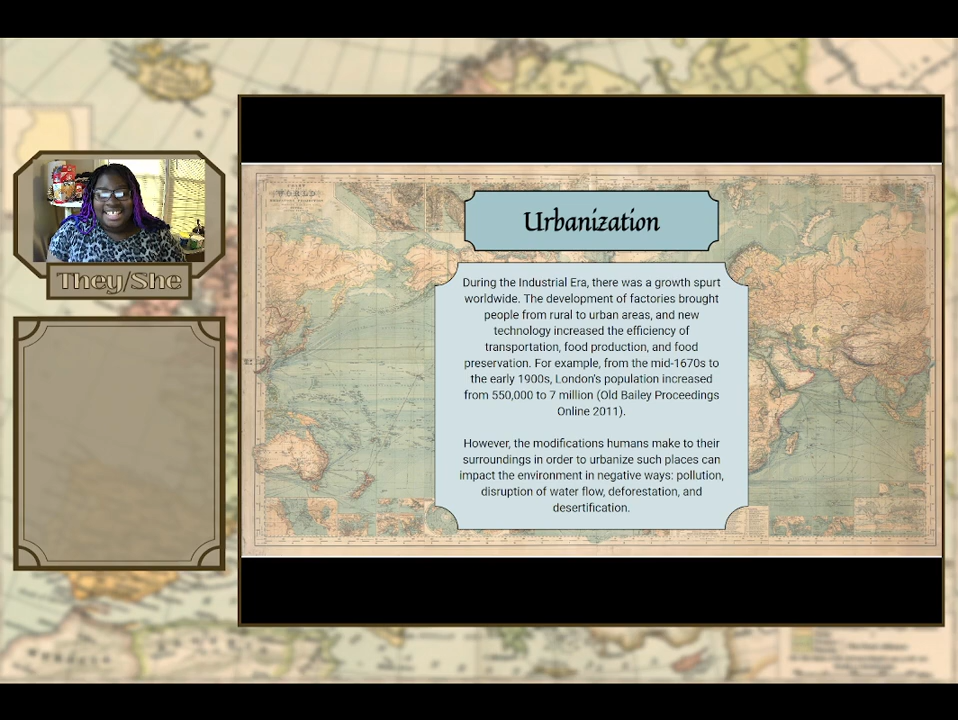 They/She
Urbanization
During the Industrial Era, there was a growth spurt
worldwide. The development of factories brought
people from rural to urban areas, and new
technology increased the efficiency of
transportation, food production, and food
preservation. For example, from the mid-1670s to
the early 1900s, London's population increased
from 550,000 to 7 million (Old Bailey Proceedings
Online 2011).
However, the modifications humans make to their
surroundings in order to urbanize such places can
impact the environment in negative ways: pollution,
disruption of water flow, deforestation, and
desertification.